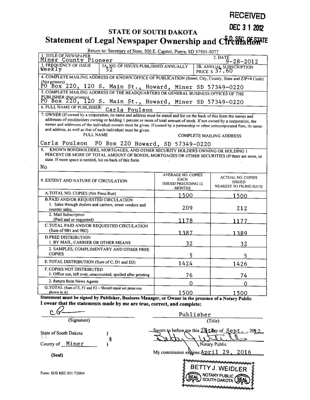 RECEIVED
DEC 31 2012
STATE OF SOUTH DAKOTA
Statement of Legal Newspaper Ownership and Circulation
Return to: Secretary of State, 500 E. Capitol, Pierre, SD 57501-5077
1. TITLE OF NEWSPAPER
Miner County Pioneer
2. DATE
9-28-2012
3. FREQUENCY OF ISSUE
Weekly
3A. NO. OF ISSUES PUBLISHED ANNUALLY
52
3B. ANNUAL SUBSCRIPTION
PRICE $ 37.60
4. COMPLETE MAILING ADDRESS OF KNOWN OFFICE OF PUBLICATION (Street, City, County, State and ZIP+4 Code)
(Not printers)
PO Box 220, 120 S. Main St., Howard, Miner SD 57349-0220
5. COMPLETE MAILING ADDRESS OF THE HEADQUARTERS OR GENERAL BUSINESS OFFICES OF THE
PUBLISHER (Not printer)
PO Box 220, 120 S. Main St., Howard, Miner SD 57349-0220
6. FULL NAME OF PUBLISHER: Carla Poulson
7. OWNER (If owned by a corporation, its name and address must be stated and list on the back of this form the names and
addresses of stockholders owning or holding 1 percent or more of total amount of stock. If not owned by a corporation, the
names and addresses of the individual owners must be given. If owned by a partnership or other unincorporated firm, its name
and address, as well as that of each individual must be given.
FULL NAME COMPLETE MAILING ADDRESS
Carla Poulson PO Box 220 Howard, SD 57349-0220
8. KNOWN BONDHOLDERS, MORTGAGES, AND OTHER SECURITY HOLDERS OWNING OR HOLDING 1
PERCENT OR MORE OF TOTAL AMOUNT OF BONDS, MORTGAGES OR OTHER SECURITIES (If there are none, so
state. If more space is needed, list on back of this form.
No
9. EXTENT AND NATURE OF CIRCULATION
AVERAGE NO. COPIES
EACH
ISSUED PRECEDING 12
MONTHS
ACTUAL NO. COPIES
ISSUED
NEAREST TO FILING DATE
A. TOTAL NO. COPIES (Net Press Run) 1500 1500
B. PAID AND/OR REQUESTED CIRCULATION
1. Sales through dealers and carriers, street vendors and
counter sales. 209 212
2. Mail Subscription
(Paid and or requested) 1178 1177
C. TOTAL PAID AND/OR REQUESTED CIRCULATION
(Sum of 9B1 and 9B2) 1387 1389
D. FREE DISTRIBUTION
1. BY MAIL, CARRIER OR OTHER MEANS 32 32
2. SAMPLES, COMPLIMENTARY AND OTHER FREE
COPIES 5 5
E. TOTAL DISTRIBUTION (Sum of C, D1 and D2) 1424 1426
F. COPIES NOT DISTRIBUTED
1. Office use, left over, unaccounted, spoiled after printing 76 74
2. Return from News Agents 0 0
G. TOTAL (Sum of E, F1 and F2 – Should equal net press run
shown in A) 1500 1500
Statement must be signed by Publisher, Business Manager, or Owner in the presence of a Notary Public
I swear that the statements made by me are true, correct, and complete:
Publisher
(Signature) (Title)
State of South Dakota )
§
County of Miner )
Sworn to before me this 28 day of Sept., 2012
Notary Public
(Seal)
My commission expires April 29, 2016
BETTY J. WEIDLER
NOTARY PUBLIC
SOUTH DAKOTA
SEAL SEAL